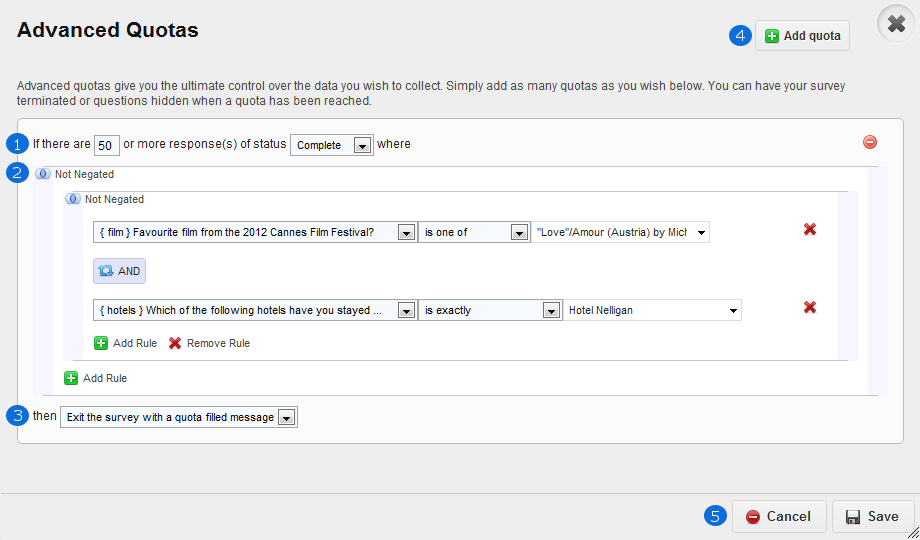 Advanced Quotas
4 Add quota
Advanced quotas give you the ultimate control over the data you wish to collect. Simply add as many quotas as you wish below. You can have your survey
terminated or questions hidden when a quota has been reached.
1 If there are 50 or more response(s) of status Complete where
2 Not Negated
Not Negated
{ film } Favourite film from the 2012 Cannes Film Festival? is one of "Love"/Amour (Austria) by Mich
AND
{ hotels } Which of the following hotels have you stayed ... is exactly Hotel Nelligan
Add Rule Remove Rule
Add Rule
3 then Exit the survey with a quota filled message
5 Cancel Save